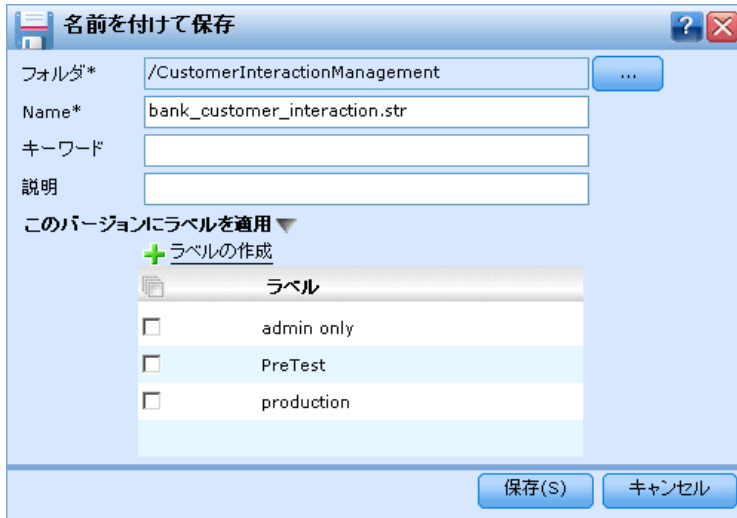 名前を付けて保存
フォルダ* /CustomerInteractionManagement ...
Name* bank_customer_interaction.str
キーワード
説明
このバージョンにラベルを適用
ラベルの作成
ラベル
admin only
PreTest
production
保存(S) キャンセル